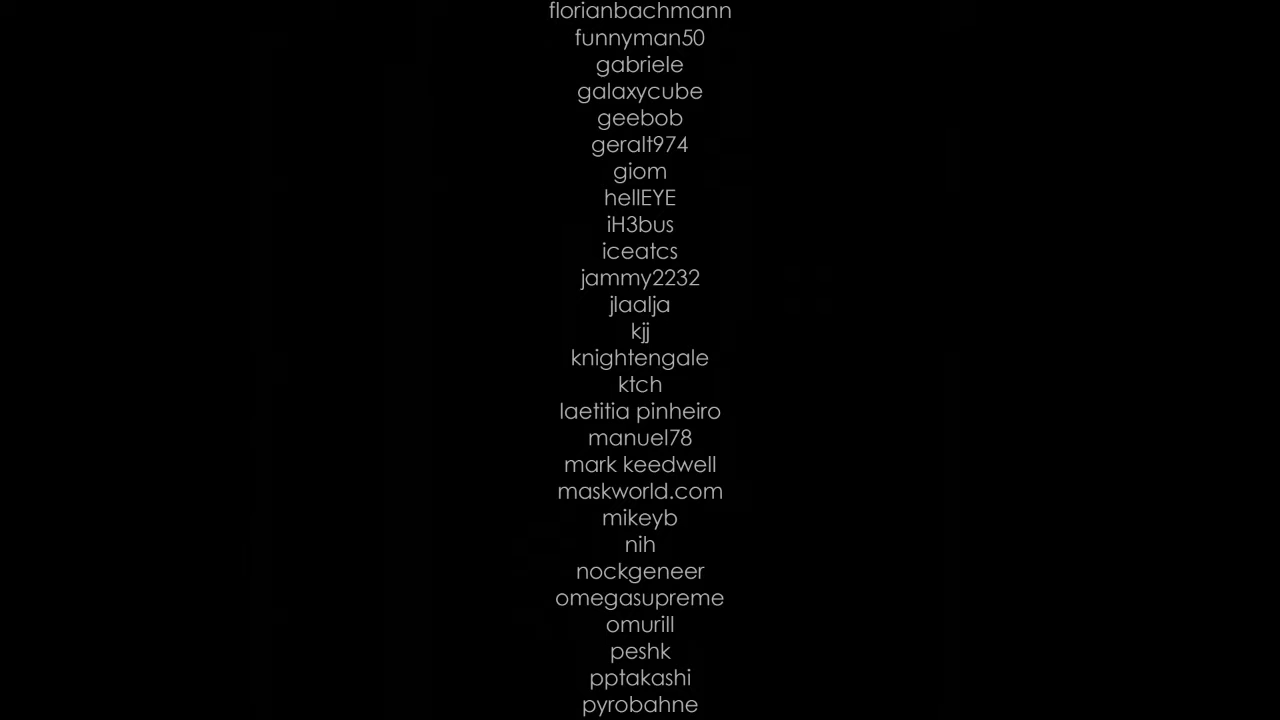 florianbachmann
funnyman50
gabriele
galaxycube
geebob
geralt974
giom
hellEYE
iH3bus
iceatcs
jammy2232
jlaalja
kjj
knightengale
ktch
laetitia pinheiro
manuel78
mark keedwell
maskworld.com
mikeyb
nih
nockgeneer
omegasupreme
omurill
peshk
pptakashi
pyrobahne